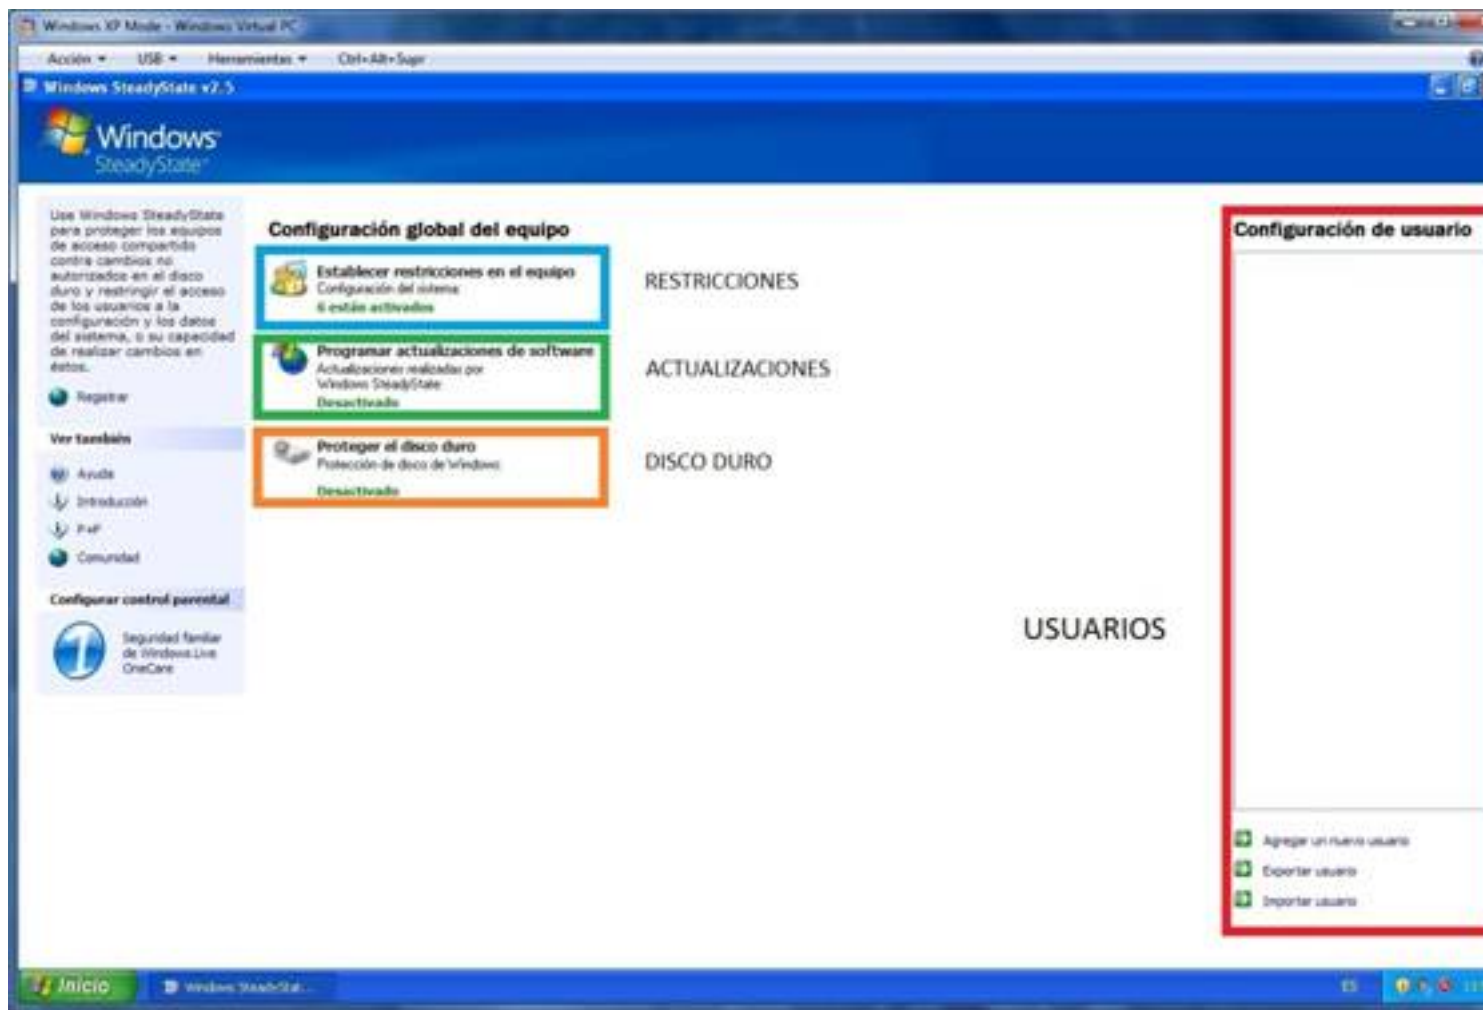 Windows XP Mode - Windows Virtual PC
Acción USB Herramientas Ctrl+Alt+Supr
Windows SteadyState v2.5
Windows
SteadyState
Use Windows SteadyState
para proteger los equipos
de acceso compartido
contra cambios no
autorizados en el disco
duro y restringir el acceso
de los usuarios a la
configuración y los datos
del sistema, o su capacidad
de realizar cambios en
éstos.
Registrar
Ver también
Ayuda
Introducción
P+F
Comunidad
Configurar control parental
Seguridad familiar
de Windows Live
OneCare
Configuración global del equipo
Establecer restricciones en el equipo
Configuración del sistema
6 están activados
RESTRICCIONES
Programar actualizaciones de software
Actualizaciones realizadas por
Windows SteadyState
Desactivado
ACTUALIZACIONES
Proteger el disco duro
Protección de disco de Windows
Desactivado
DISCO DURO
USUARIOS
Configuración de usuario
Agregar un nuevo usuario
Exportar usuario
Importar usuario
Inicio
Windows SteadyStat...
ES